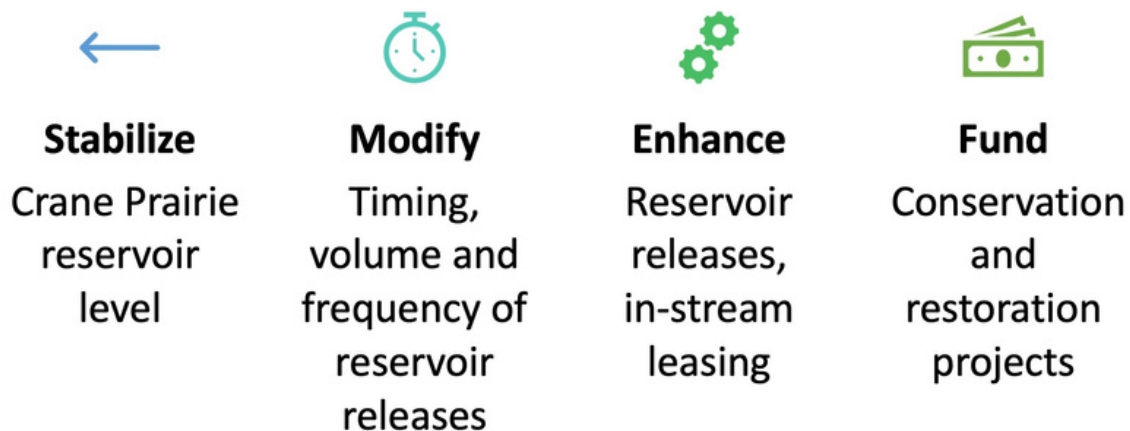 Stabilize
Crane Prairie
reservoir
level
Modify
Timing,
volume and
frequency of
reservoir
releases
Enhance
Reservoir
releases,
in-stream
leasing
Fund
Conservation
and
restoration
projects